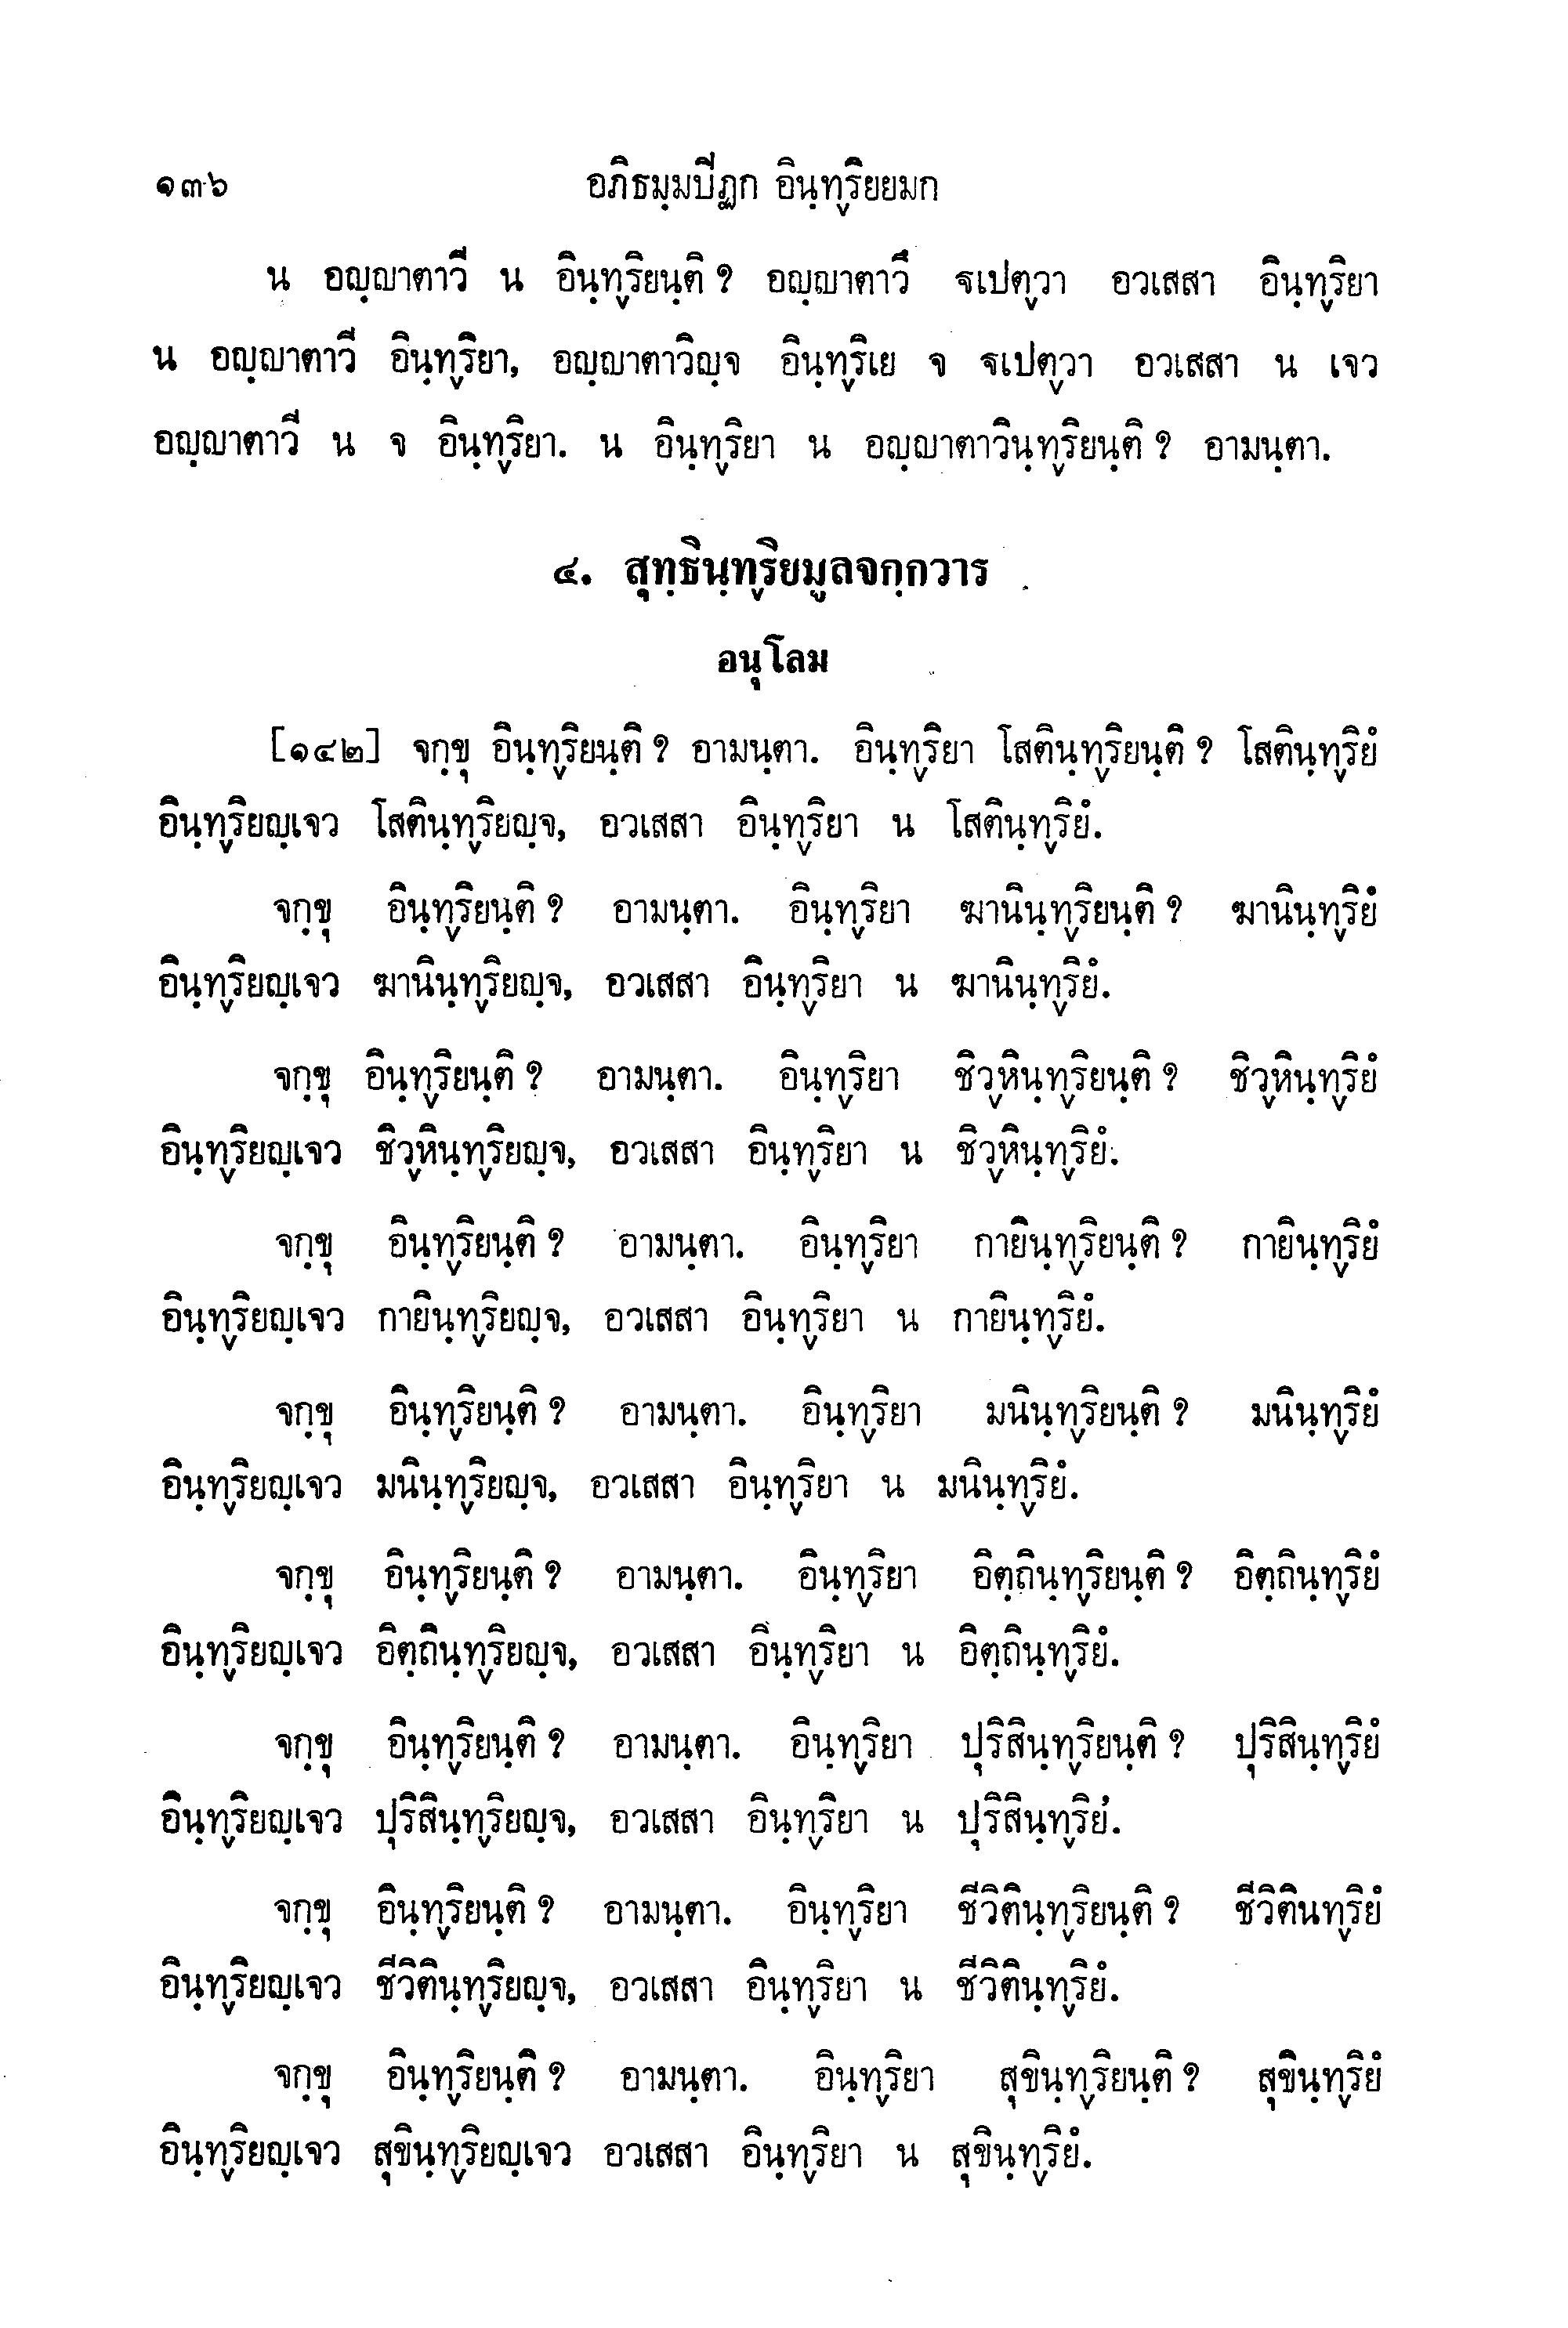 ๑๓๖ อภิธมฺมปีฏก อินฺท๎ริยยมก
น อญฺญาตาวี น อินฺท๎ริยนฺติ ? อญฺญาตาวึ ฐเปต๎วา อวเสสา อินฺท๎ริยา
น อญฺญาตาวี อินฺท๎ริยา, อญฺญาตาวิญฺจ อินฺท๎ริเย จ ฐเปต๎วา อวเสสา น เจว
อญฺญาตาวี น จ อินฺท๎ริยา. น อินฺท๎ริยา น อญฺญาตาวินฺท๎ริยนฺติ ? อามนฺตา.
๔. สุทฺธินฺท๎ริยมูลจกฺกวาร
อนุโลม
[๑๔๒] จกฺขุ อินฺท๎ริยนฺติ ? อามนฺตา. อินฺท๎ริยา โสตินฺท๎ริยนฺติ ? โสตินฺท๎ริยํ
อินฺท๎ริยญฺเจว โสตินฺท๎ริยญฺจ, อวเสสา อินฺท๎ริยา น โสตินฺท๎ริยํ.
จกฺขุ อินฺท๎ริยนฺติ ? อามนฺตา. อินฺท๎ริยา ฆานินฺท๎ริยนฺติ ? ฆานินฺท๎ริยํ
อินฺท๎ริยญฺเจว ฆานินฺท๎ริยญฺจ, อวเสสา อินฺท๎ริยา น ฆานินฺท๎ริยํ.
จกฺขุ อินฺท๎ริยนฺติ ? อามนฺตา. อินฺท๎ริยา ชิว๎หินฺท๎ริยนฺติ ? ชิว๎หินฺท๎ริยํ
อินฺท๎ริยญฺเจว ชิว๎หินฺท๎ริยญฺจ, อวเสสา อินฺท๎ริยา น ชิว๎หินฺท๎ริยํ.
จกฺขุ อินฺท๎ริยนฺติ ? อามนฺตา. อินฺท๎ริยา กายินฺท๎ริยนฺติ ? กายินฺท๎ริยํ
อินฺท๎ริยญฺเจว กายินฺท๎ริยญฺจ, อวเสสา อินฺท๎ริยา น กายินฺท๎ริยํ.
จกฺขุ อินฺท๎ริยนฺติ ? อามนฺตา. อินฺท๎ริยา มนินฺท๎ริยนฺติ ? มนินฺท๎ริยํ
อินฺท๎ริยญฺเจว มนินฺท๎ริยญฺจ, อวเสสา อินฺท๎ริยา น มนินฺท๎ริยํ.
จกฺขุ อินฺท๎ริยนฺติ ? อามนฺตา. อินฺท๎ริยา อิตฺถินฺท๎ริยนฺติ ? อิตฺถินฺท๎ริยํ
อินฺท๎ริยญฺเจว อิตฺถินฺท๎ริยญฺจ, อวเสสา อินฺท๎ริยา น อิตฺถินฺท๎ริยํ.
จกฺขุ อินฺท๎ริยนฺติ ? อามนฺตา. อินฺท๎ริยา ปุริสินฺท๎ริยนฺติ ? ปุริสินฺท๎ริยํ
อินฺท๎ริยญฺเจว ปุริสินฺท๎ริยญฺจ, อวเสสา อินฺท๎ริยา น ปุริสินฺท๎ริยํ.
จกฺขุ อินฺท๎ริยนฺติ ? อามนฺตา. อินฺท๎ริยา ชีวิตินฺท๎ริยนฺติ ? ชีวิตินท๎ริยํ
อินฺท๎ริยญฺเจว ชีวิตินฺท๎ริยญฺจ, อวเสสา อินฺท๎ริยา น ชีวิตินฺท๎ริยํ.
จกฺขุ อินฺท๎ริยนฺติ ? อามนฺตา. อินฺท๎ริยา สุขินฺท๎ริยนฺติ ? สุขินฺท๎ริยํ
อินฺท๎ริยญฺเจว สุขินฺท๎ริยญฺเจว อวเสสา อินฺท๎ริยา น สุขินฺท๎ริยํ.